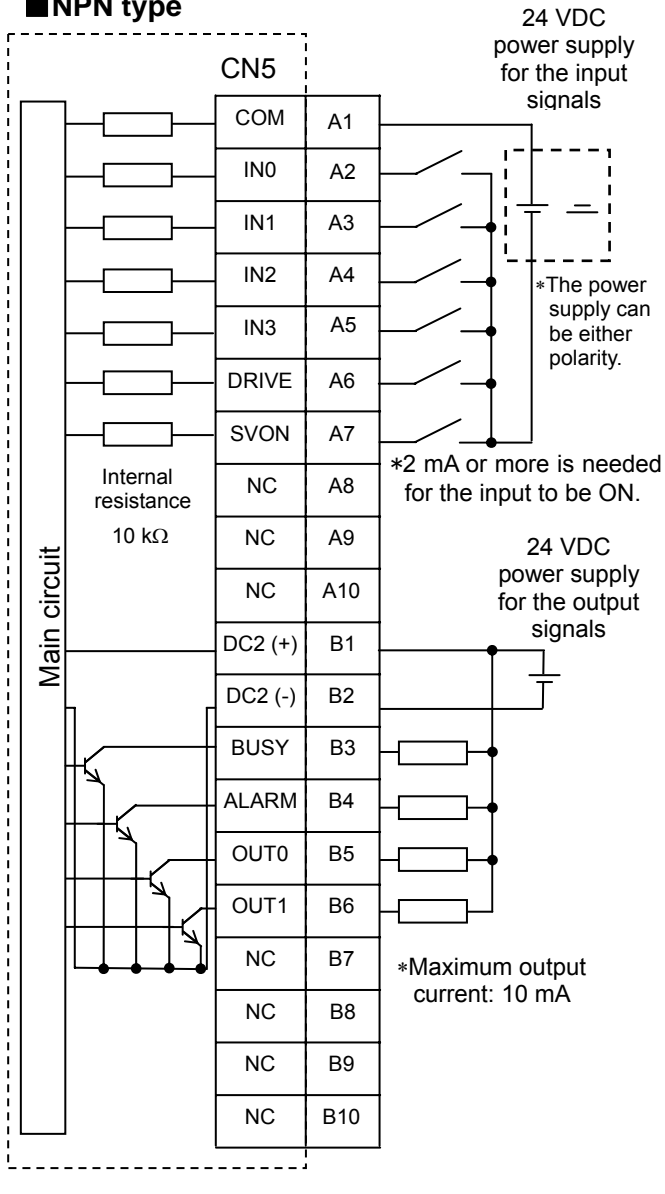 ■NPN type
24 VDC
power supply
for the input
signals
CN5
COM A1
IN0 A2
IN1 A3
IN2 A4
IN3 A5
DRIVE A6
SVON A7
NC A8
NC A9
NC A10
DC2 (+) B1
DC2 (-) B2
BUSY B3
ALARM B4
OUT0 B5
OUT1 B6
NC B7
NC B8
NC B9
NC B10
Main circuit
Internal
resistance
10 kΩ
*The power
supply can
be either
polarity.
*2 mA or more is needed
for the input to be ON.
24 VDC
power supply
for the output
signals
*Maximum output
current: 10 mA